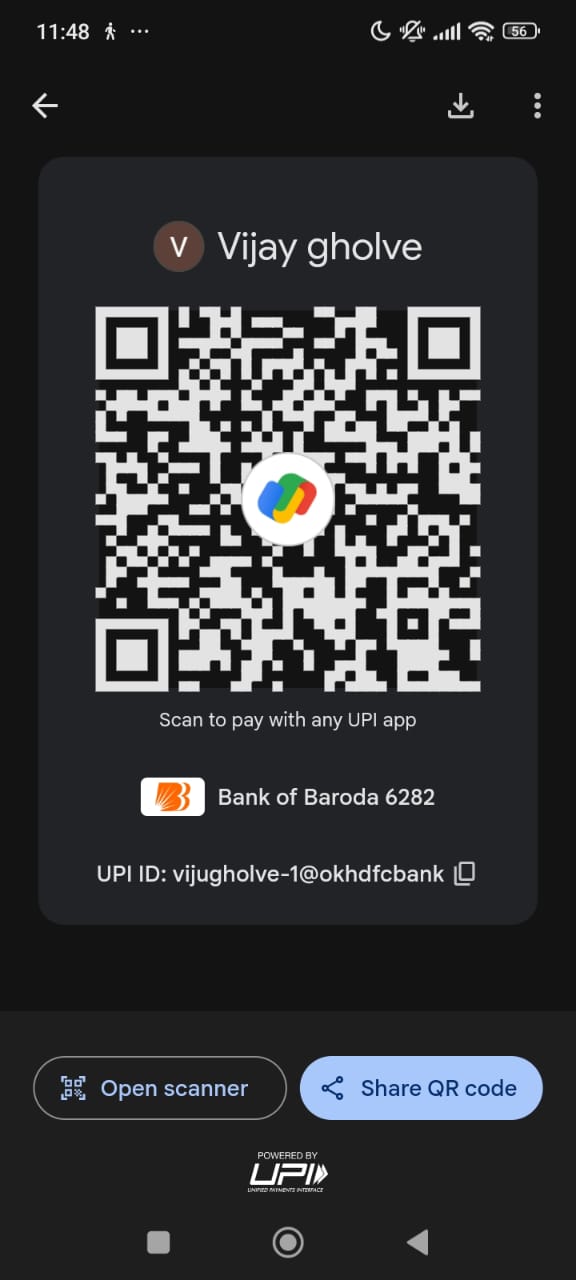 11:48
56
V Vijay gholve
Scan to pay with any UPI app
Bank of Baroda 6282
UPI ID: vijugholve-1@okhdfcbank
Open scanner
Share QR code
POWERED BY
UPI
UNIFIED PAYMENTS INTERFACE